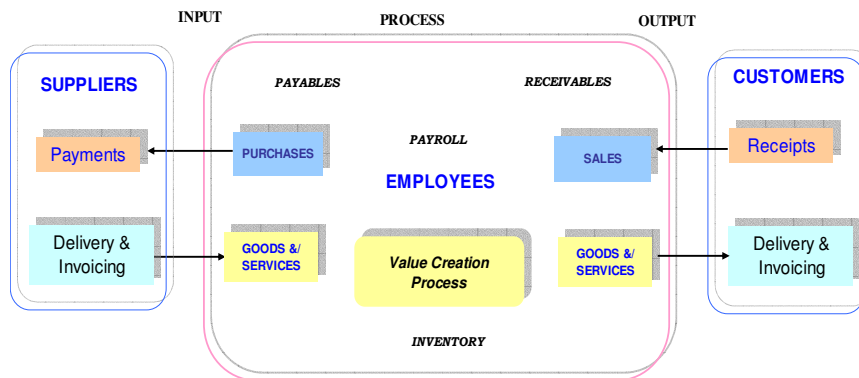 INPUT
PROCESS
OUTPUT
SUPPLIERS
PAYABLES
RECEIVABLES
CUSTOMERS
Payments
PURCHASES
PAYROLL
EMPLOYEES
SALES
Receipts
Delivery &
Invoicing
GOODS &/
SERVICES
Value Creation
Process
GOODS &/
SERVICES
Delivery &
Invoicing
INVENTORY